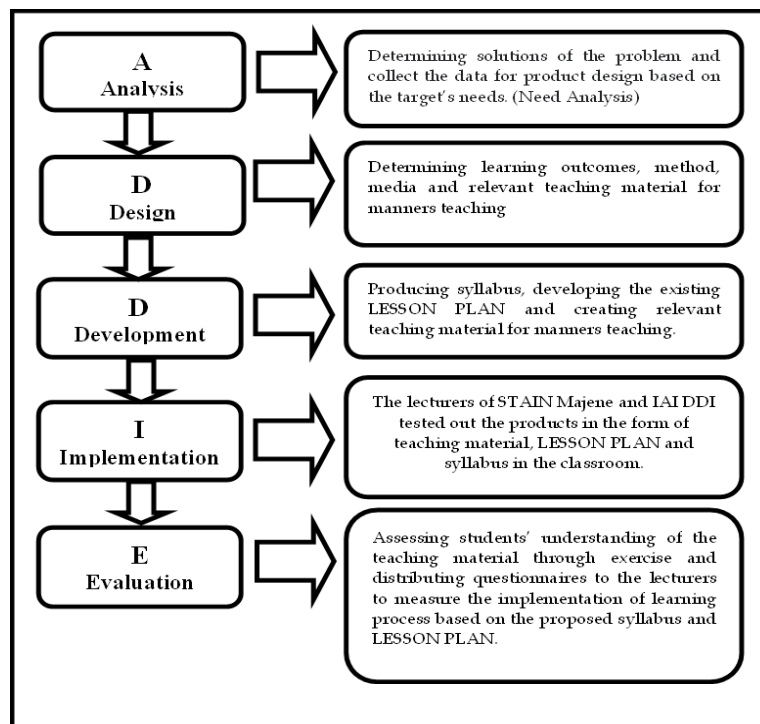 A
Analysis
Determining solutions of the problem and
collect the data for product design based on
the target's needs. (Need Analysis)
D
Design
Determining learning outcomes, method,
media and relevant teaching material for
manners teaching
D
Development
Producing syllabus, developing the existing
LESSON PLAN and creating relevant
teaching material for manners teaching.
I
Implementation
The lecturers of STAIN Majene and IAI DDI
tested out the products in the form of
teaching material, LESSON PLAN and
syllabus in the classroom.
E
Evaluation
Assessing students' understanding of the
teaching material through exercise and
distributing questionnaires to the lecturers
to measure the implementation of learning
process based on the proposed syllabus and
LESSON PLAN.